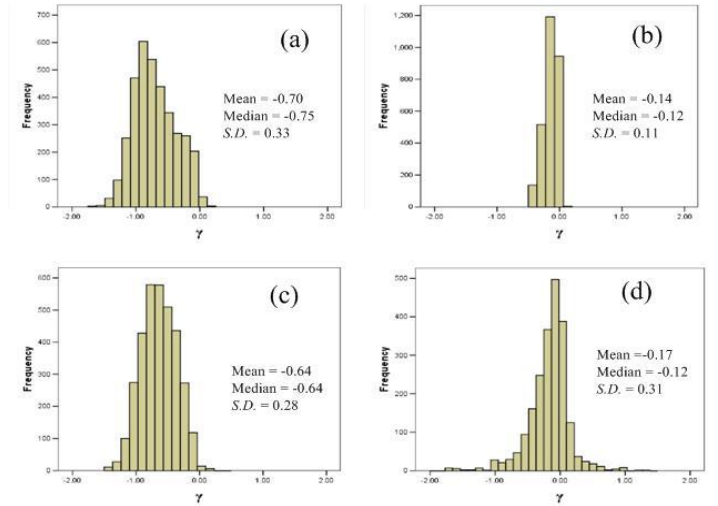 (a)
Mean = -0.70
Median = -0.75
S.D. = 0.33
Frequency
700
600
500
400
300
200
100
0
-2.00 -1.00 0.00 1.00 2.00
γ
(b)
Mean = -0.14
Median = -0.12
S.D. = 0.11
Frequency
1,200
1,000
800
600
400
200
0
-2.00 -1.00 0.00 1.00 2.00
γ
(c)
Mean = -0.64
Median = -0.64
S.D. = 0.28
Frequency
600
500
400
300
200
100
0
-2.00 -1.00 0.00 1.00 2.00
γ
(d)
Mean =-0.17
Median = -0.12
S.D. = 0.31
Frequency
500
400
300
200
100
0
-2.00 -1.00 0.00 1.00 2.00
γ